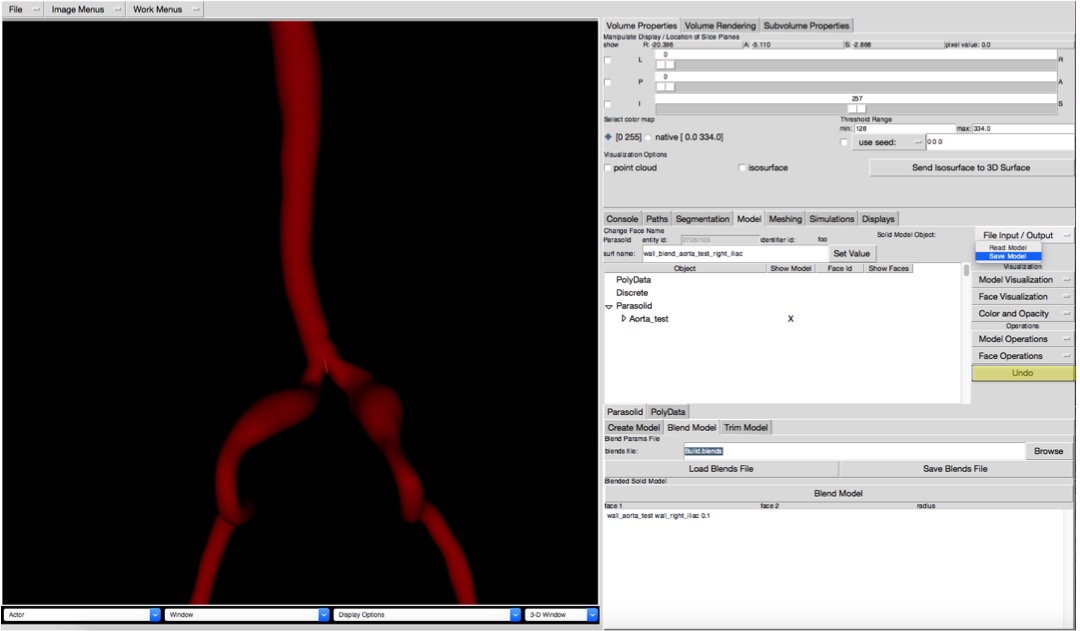 File Image Menus Work Menus
Volume Properties Volume Rendering Subvolume Properties
Manipulate Display / Location of Slice Planes
show R: -20.396 A: -5.110 S: -2.868 pixel value: 0.0
0
L R
0
P A
257
I S
Select color map Threshold Range
min: 128 max: 334.0
[0 255] native [ 0.0 334.0] use seed: 0 0 0
Visualization Options
point cloud isosurface Send Isosurface to 3D Surface
Console Paths Segmentation Model Meshing Simulations Displays
Change Face Name
Parasolid entity id: identifier id: foo Solid Model Object: File Input / Output
Read Model
surf name: wall_blend_aorta_test_right_iliac Set Value Save Model
Object Show Model Face Id Show Faces Visualization
PolyData Model Visualization
Discrete Face Visualization
Parasolid Color and Opacity
Aorta_test X Operations
Model Operations
Face Operations
Undo
Parasolid PolyData
Create Model Blend Model Trim Model
Blend Params File
blends file: Build.blends Browse
Load Blends File Save Blends File
Blended Solid Model
Blend Model
face 1 face 2 radius
wall_aorta_test wall_right_iliac 0.1
Actor Window Display Options 3-D Window